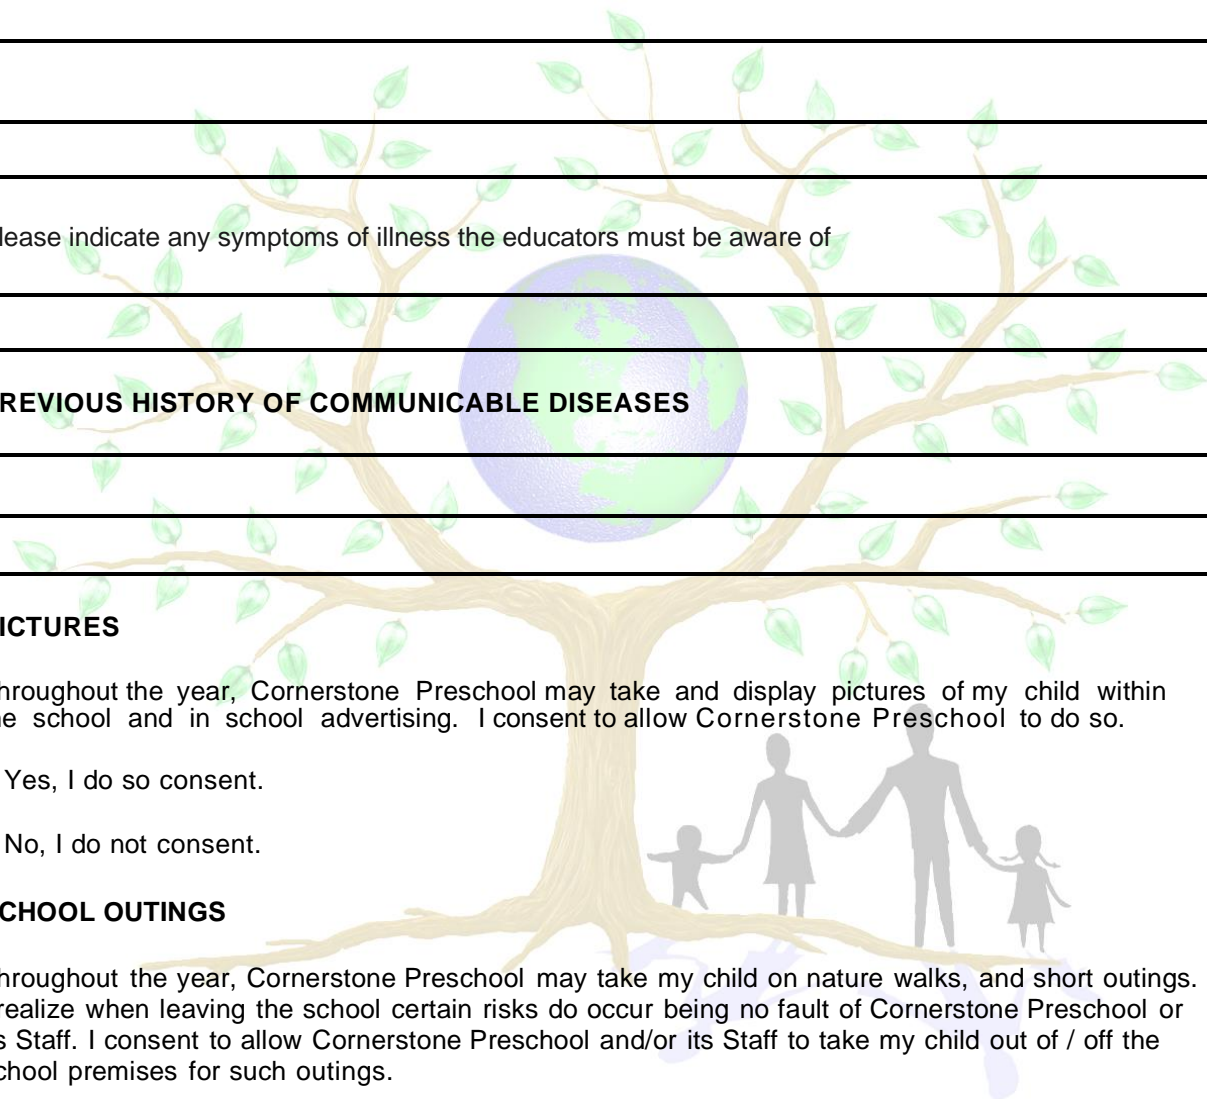 lease indicate any symptoms of illness the educators must be aware of
REVIOUS HISTORY OF COMMUNICABLE DISEASES
ICTURES
hroughout the year, Cornerstone Preschool may take and display pictures of my child within
he school and in school advertising. I consent to allow Cornerstone Preschool to do so.
Yes, I do so consent.
No, I do not consent.
CHOOL OUTINGS
hroughout the year, Cornerstone Preschool may take my child on nature walks, and short outings.
realize when leaving the school certain risks do occur being no fault of Cornerstone Preschool or
s Staff. I consent to allow Cornerstone Preschool and/or its Staff to take my child out of / off the
chool premises for such outings.